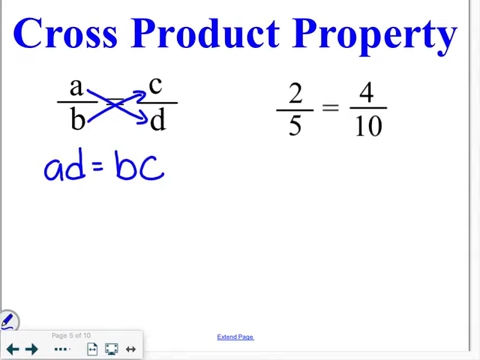 Cross Product Property
a/b = c/d
2/5 = 4/10
ad = bc
Page 5 of 10
Extend Page